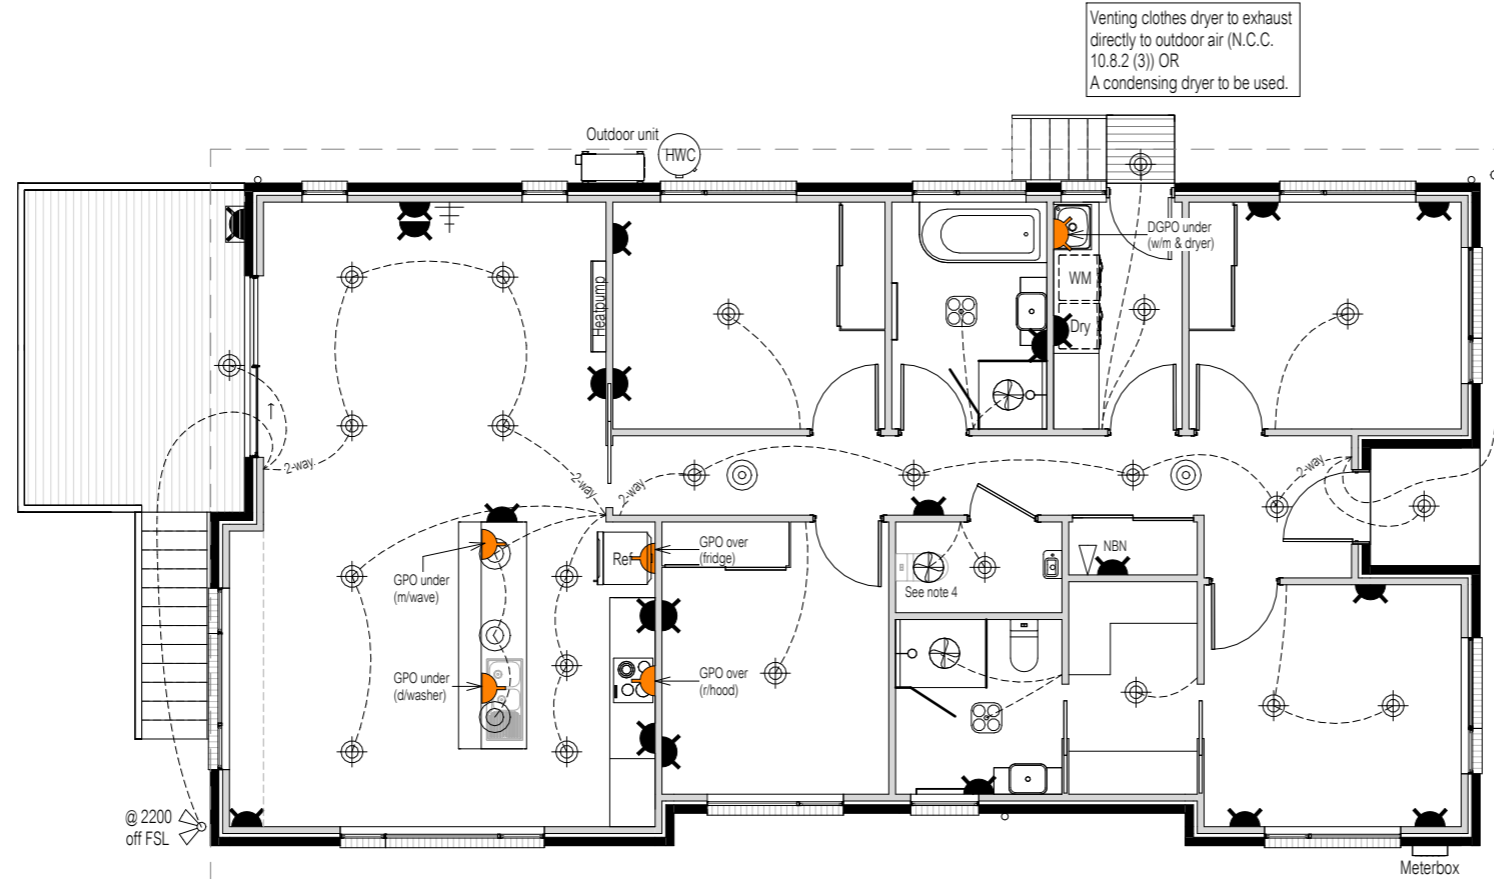 Venting clothes dryer to exhaust
directly to outdoor air (N.C.C.
10.8.2 (3)) OR
A condensing dryer to be used.
Outdoor unit
HWC
DGPO under
(w/m & dryer)
WM
Dry
Heatpump
2-way.
2-way
2-way
2-way
GPO under
(m/wave)
Ref
GPO over
(fridge)
NBN
See note 4
GPO under
(d/washer)
GPO over
(r/hood)
@ 2200
off FSL
Meterbox